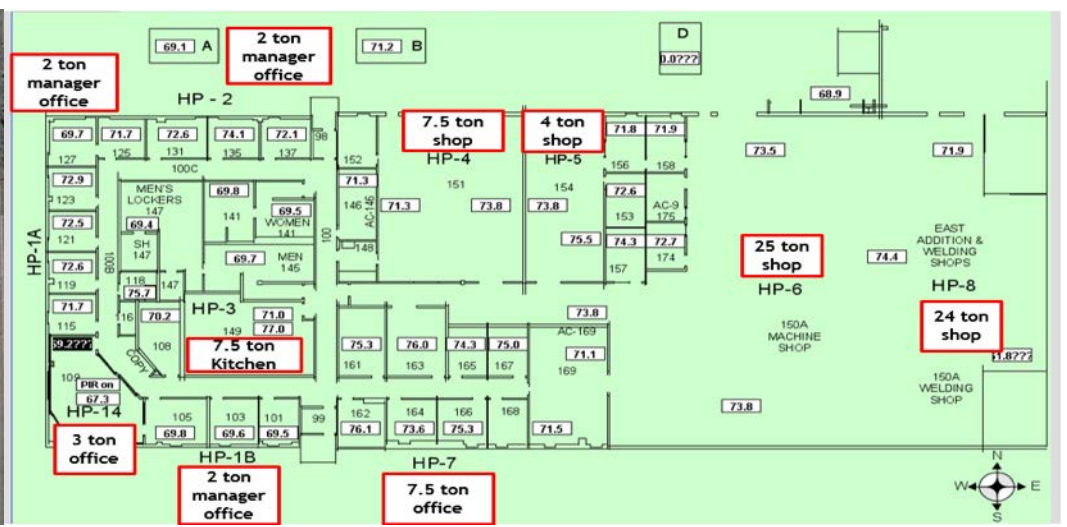 69.1 A
2 ton
manager
office
71.2 B
D
0.0???
2 ton
manager
office
HP - 2
68.9
69.7
71.7
72.6
74.1
72.1
98
127
125
131
135
137
100C
152
7.5 ton
shop
HP-4
4 ton
shop
HP-5
71.8
71.9
156
158
73.5
71.9
72.9
123
MEN'S
LOCKERS
147
69.8
141
69.5
WOMEN
141
71.3
146
AC-146
151
71.3
73.8
154
73.8
72.6
153
AC-9
175
HP-1A
72.5
121
69.4
SH
147
100B
100
148
75.5
74.3
157
72.7
174
25 ton
shop
HP-6
EAST
ADDITION &
WELDING
SHOPS
74.4
HP-8
72.6
119
69.7
MEN
145
118
75.7
147
71.7
115
116
70.2
108
HP-3
149
71.0
77.0
7.5 ton
Kitchen
73.8
AC-169
71.1
169
150A
MACHINE
SHOP
24 ton
shop
1.8???
75.3
161
76.0
163
74.3
165
75.0
167
9.2???
109
COPY
PIR on
67.3
HP-14
150A
WELDING
SHOP
73.8
105
69.8
103
69.6
101
69.5
99
162
76.1
164
73.6
166
75.3
168
71.5
3 ton
office
HP-1B
2 ton
manager
office
HP-7
7.5 ton
office
N
W
E
S